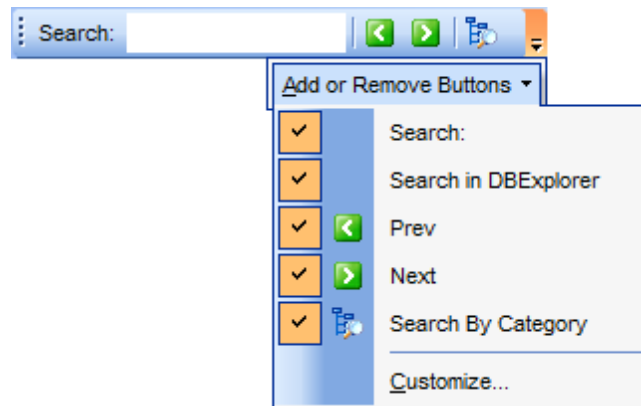 Search:
Add or Remove Buttons
Search:
Search in DBExplorer
Prev
Next
Search By Category
Customize...